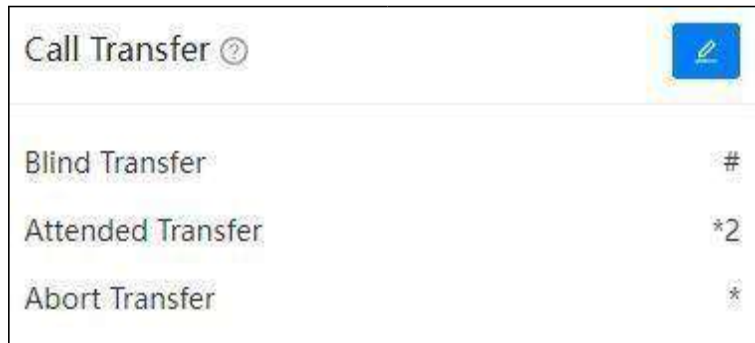 Call Transfer
Blind Transfer #
Attended Transfer *2
Abort Transfer *